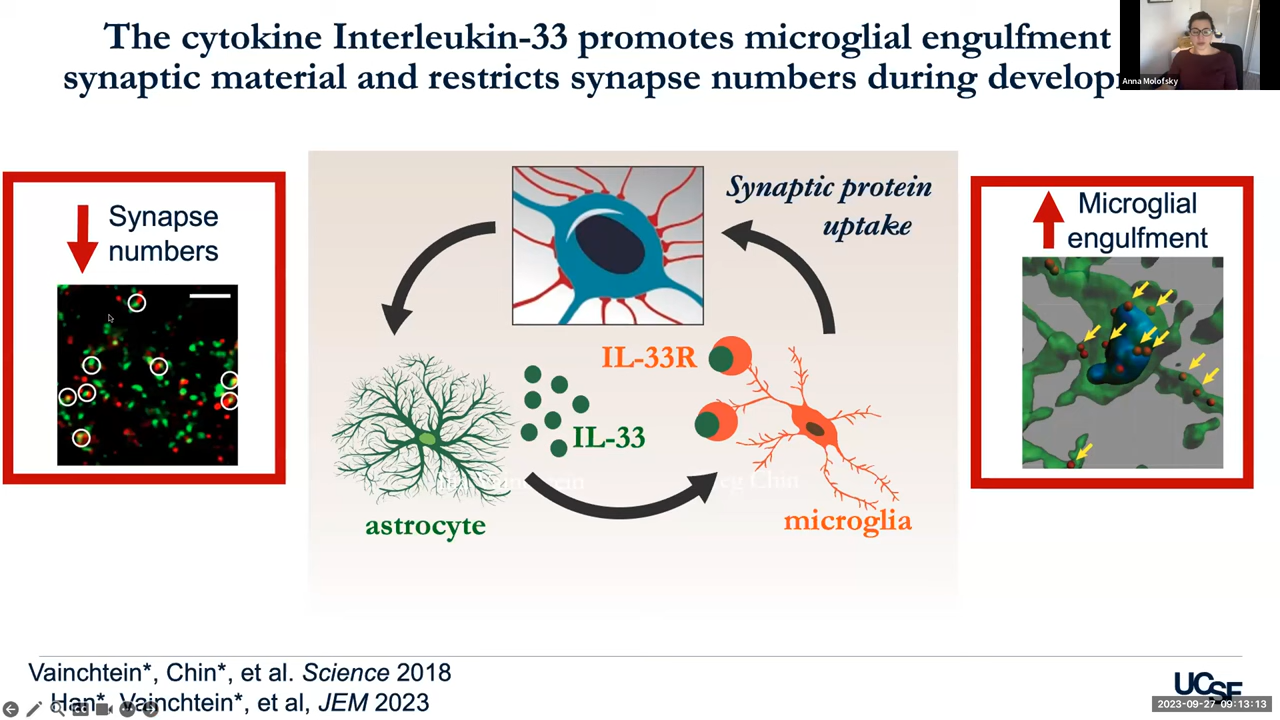 The cytokine Interleukin-33 promotes microglial engufment
synaptic material and restricts synapse numbers during develop
Anna Molofsky
Synapse
numbers
Synaptic protein
uptake
Microglial
engulfment
IL-33R
IL-33
astrocyte
microglia
Chin
Vainchtein*, Chin*, et al. Science 2018
Han*, Vainchtein*, et al, JEM 2023
UCSF
2023-09-27 09:13:13